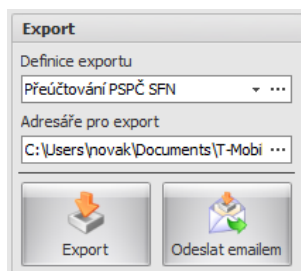 Export
Definice exportu
Přeúčtování PSPČ SFN
Adresáře pro export
C:\Users\novak\Documents\T-Mobi
Export
Odeslat emailem